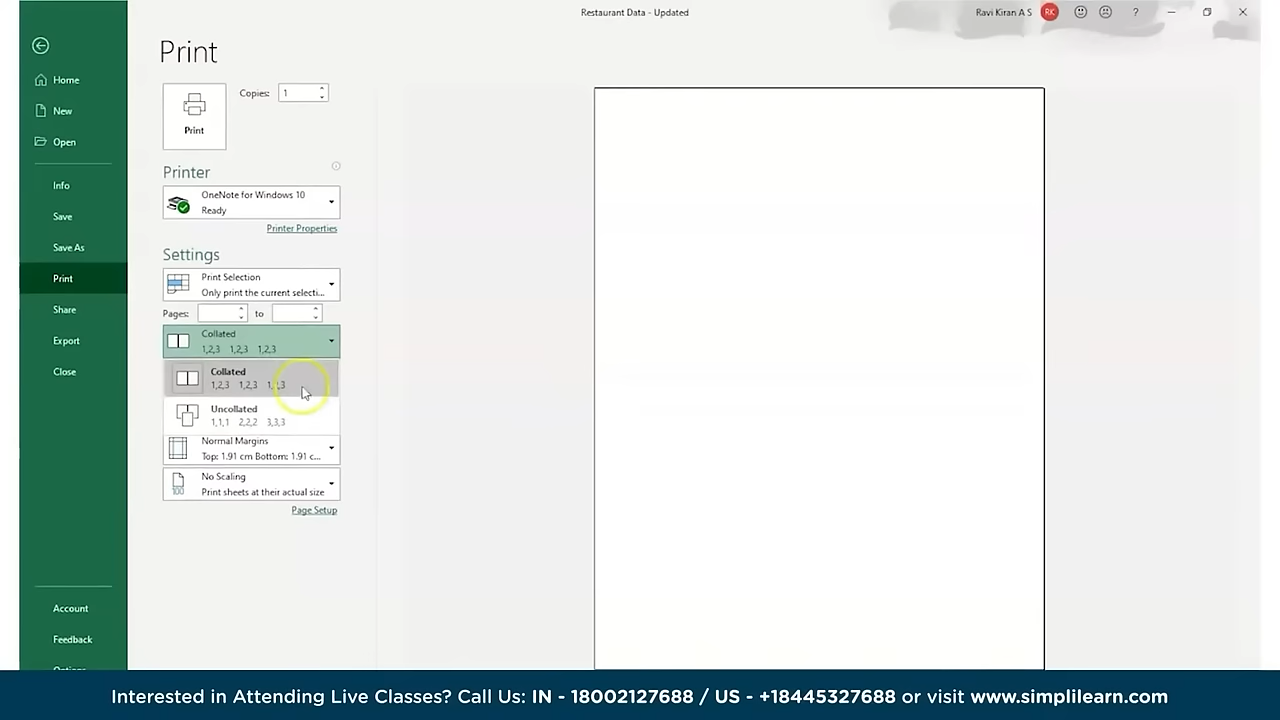 Restaurant Data - Updated
Ravi Kiran A S
RK
?
Home
New
Open
Info
Save
Save As
Print
Share
Export
Close
Account
Feedback
Options
Print
Print
Copies: 1
Printer
OneNote for Windows 10
Ready
Printer Properties
Settings
Print Selection
Only print the current selecti...
Pages: to
Collated
1,2,3 1,2,3 1,2,3
Collated
1,2,3 1,2,3 1,2,3
Uncollated
1,1,1 2,2,2 3,3,3
Normal Margins
Top: 1.91 cm Bottom: 1.91 c...
No Scaling
100
Print sheets at their actual size
Page Setup
Interested in Attending Live Classes? Call Us: IN - 18002127688 / US - +18445327688 or visit www.simplilearn.com